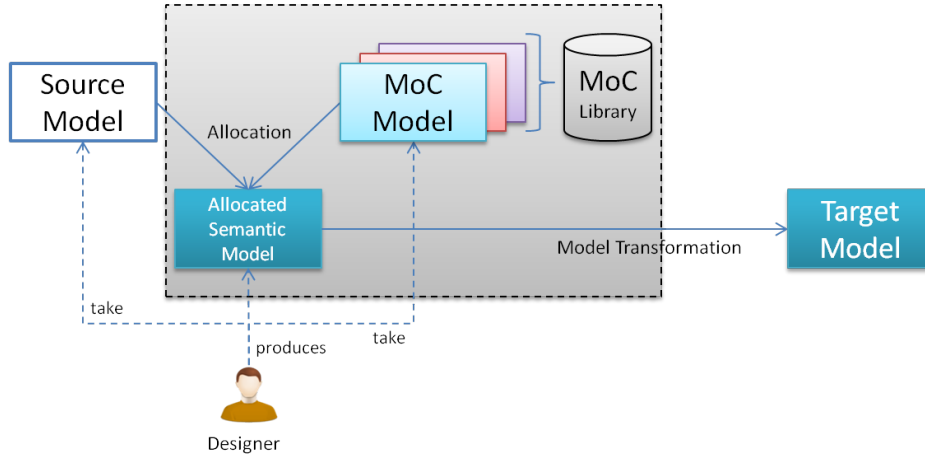 Source
Model
MoC
Model
MoC
Library
Allocation
Allocated
Semantic
Model
Target
Model
Model Transformation
take
take
produces
Designer